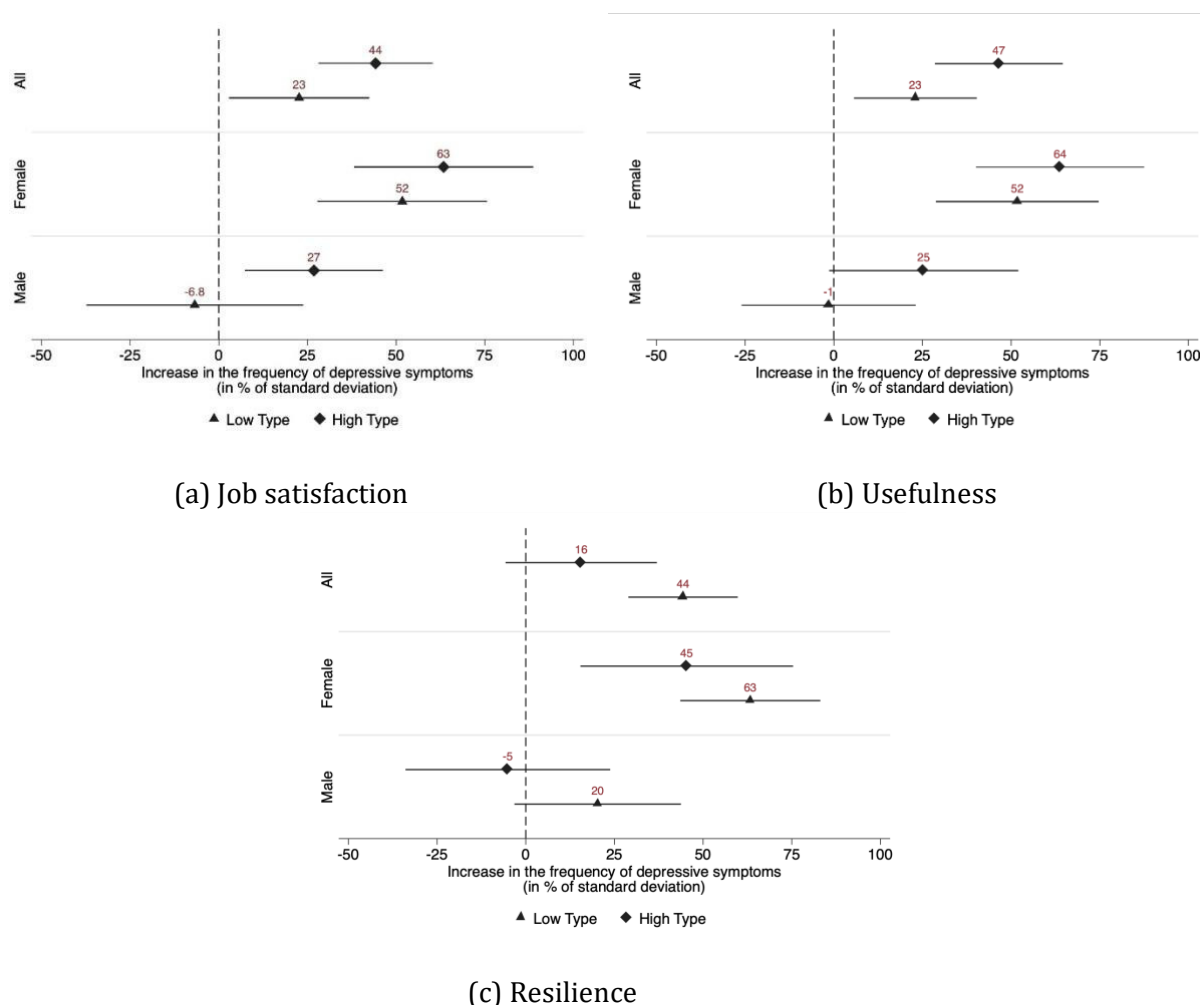 All
44
23
Female
63
52
Male
27
-6.8
-50 -25 0 25 50 75 100
Increase in the frequency of depressive symptoms
(in % of standard deviation)
▲ Low Type ◆ High Type
(a) Job satisfaction
All
47
23
Female
64
52
Male
25
-1
-50 -25 0 25 50 75 100
Increase in the frequency of depressive symptoms
(in % of standard deviation)
▲ Low Type ◆ High Type
(b) Usefulness
All
16
44
Female
45
63
Male
-5
20
-50 -25 0 25 50 75 100
Increase in the frequency of depressive symptoms
(in % of standard deviation)
▲ Low Type ◆ High Type
(c) Resilience